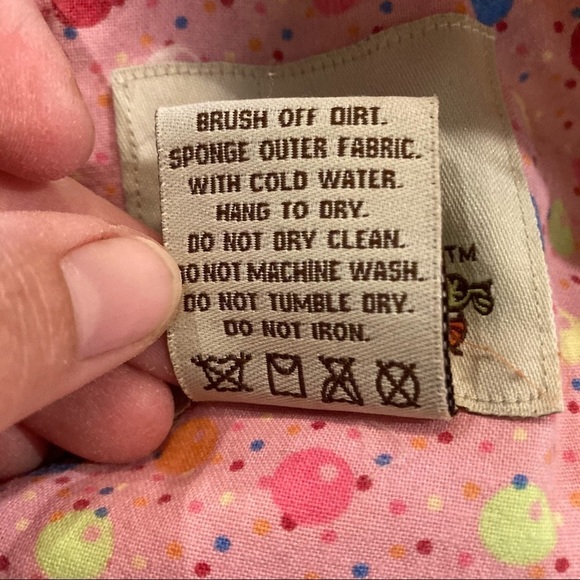 BRUSH OFF DIRT.
SPONGE OUTER FABRIC.
WITH COLD WATER.
HANG TO DRY.
DO NOT DRY CLEAN.
DO NOT MACHINE WASH.
DO NOT TUMBLE DRY.
DO NOT IRON.
TM